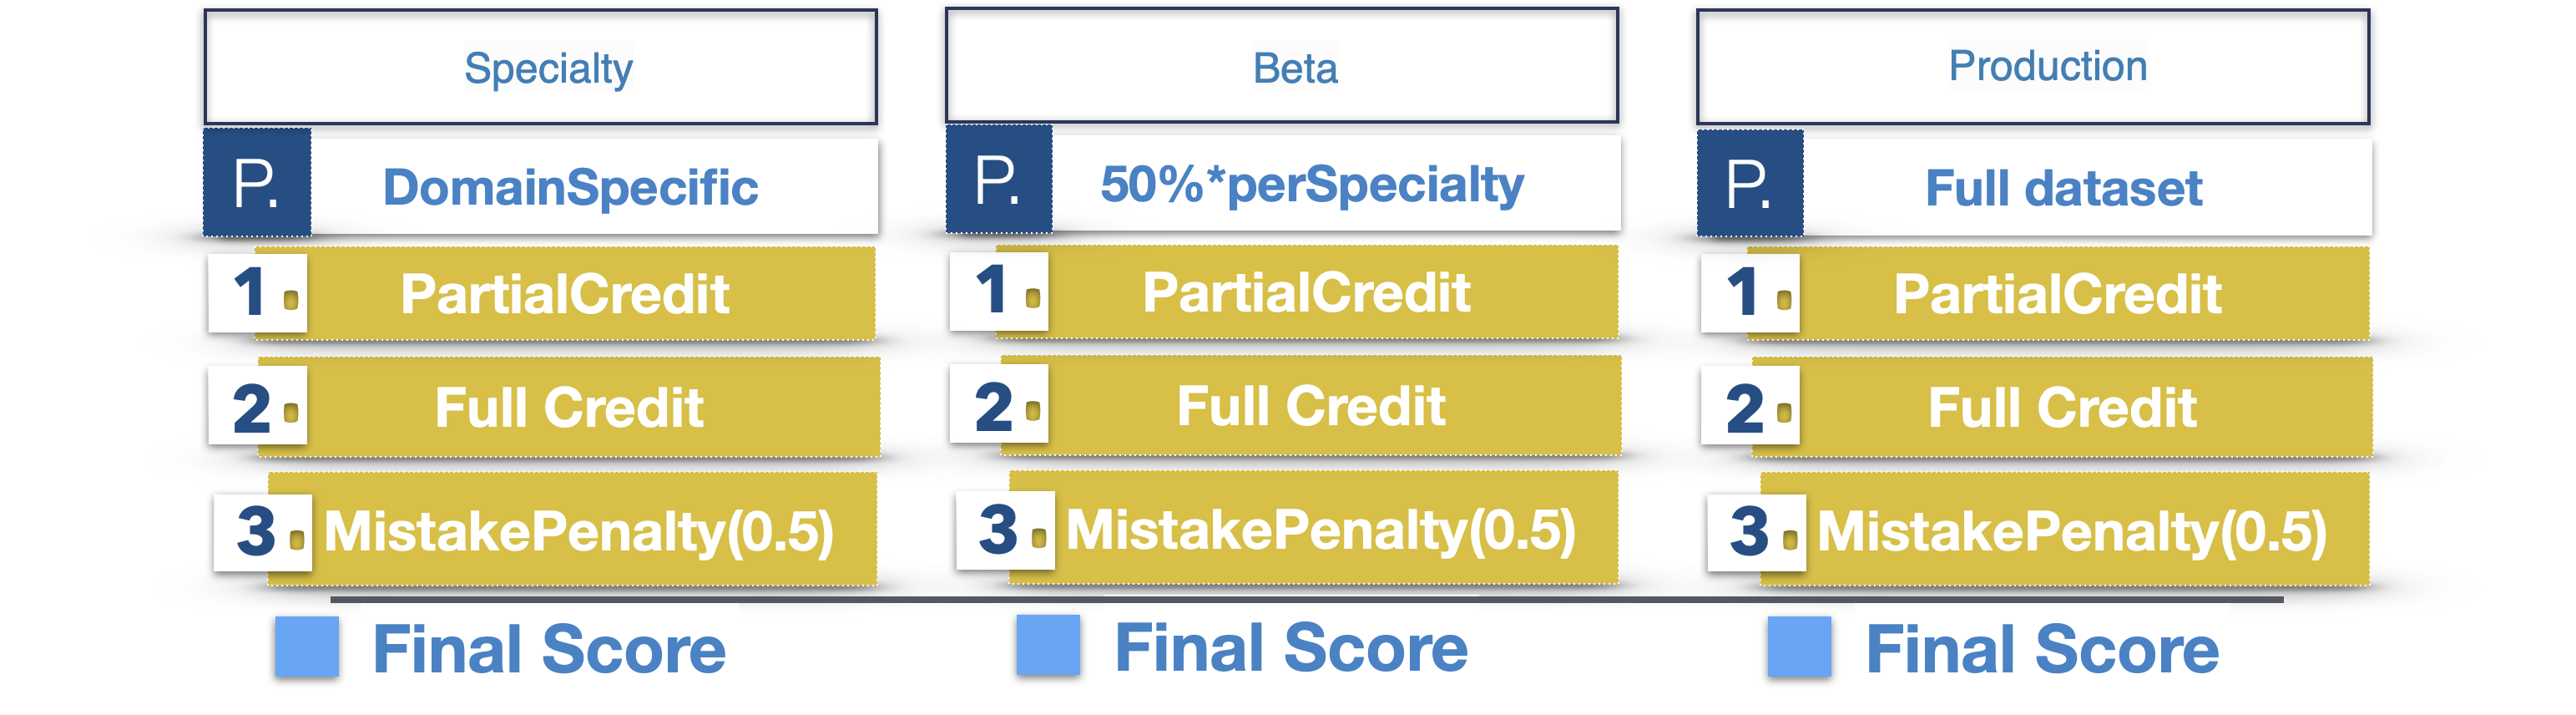 Specialty
P. DomainSpecific
1. PartialCredit
2. Full Credit
3. MistakePenalty(0.5)
Final Score
Beta
P. 50%*perSpecialty
1. PartialCredit
2. Full Credit
3. MistakePenalty(0.5)
Final Score
Production
P. Full dataset
1. PartialCredit
2. Full Credit
3. MistakePenalty(0.5)
Final Score